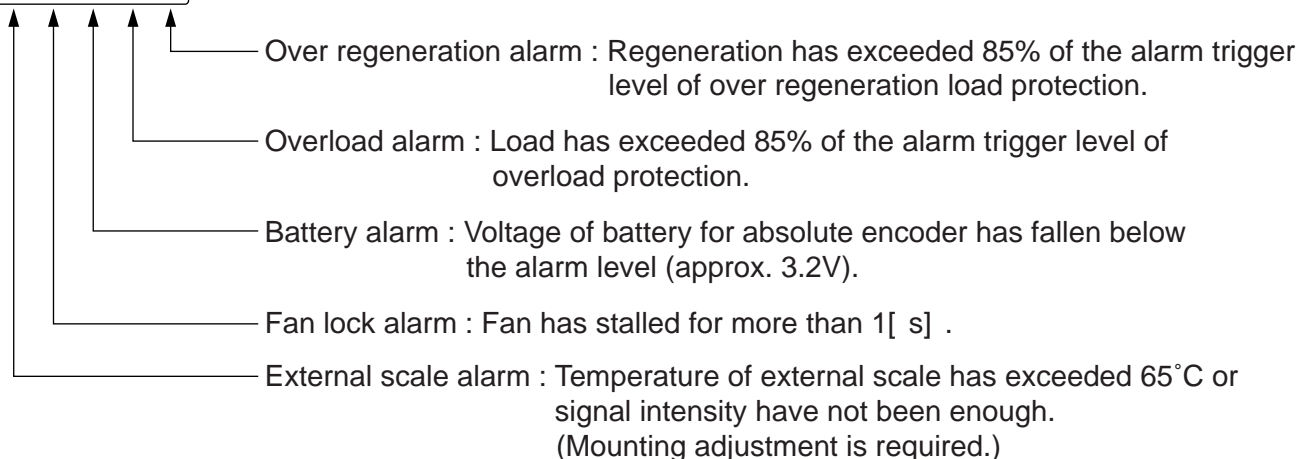 Over regeneration alarm : Regeneration has exceeded 85% of the alarm trigger
level of over regeneration load protection.
Overload alarm : Load has exceeded 85% of the alarm trigger level of
overload protection.
Battery alarm : Voltage of battery for absolute encoder has fallen below
the alarm level (approx. 3.2V).
Fan lock alarm : Fan has stalled for more than 1[ s] .
External scale alarm : Temperature of external scale has exceeded 65˚C or
signal intensity have not been enough.
(Mounting adjustment is required.)